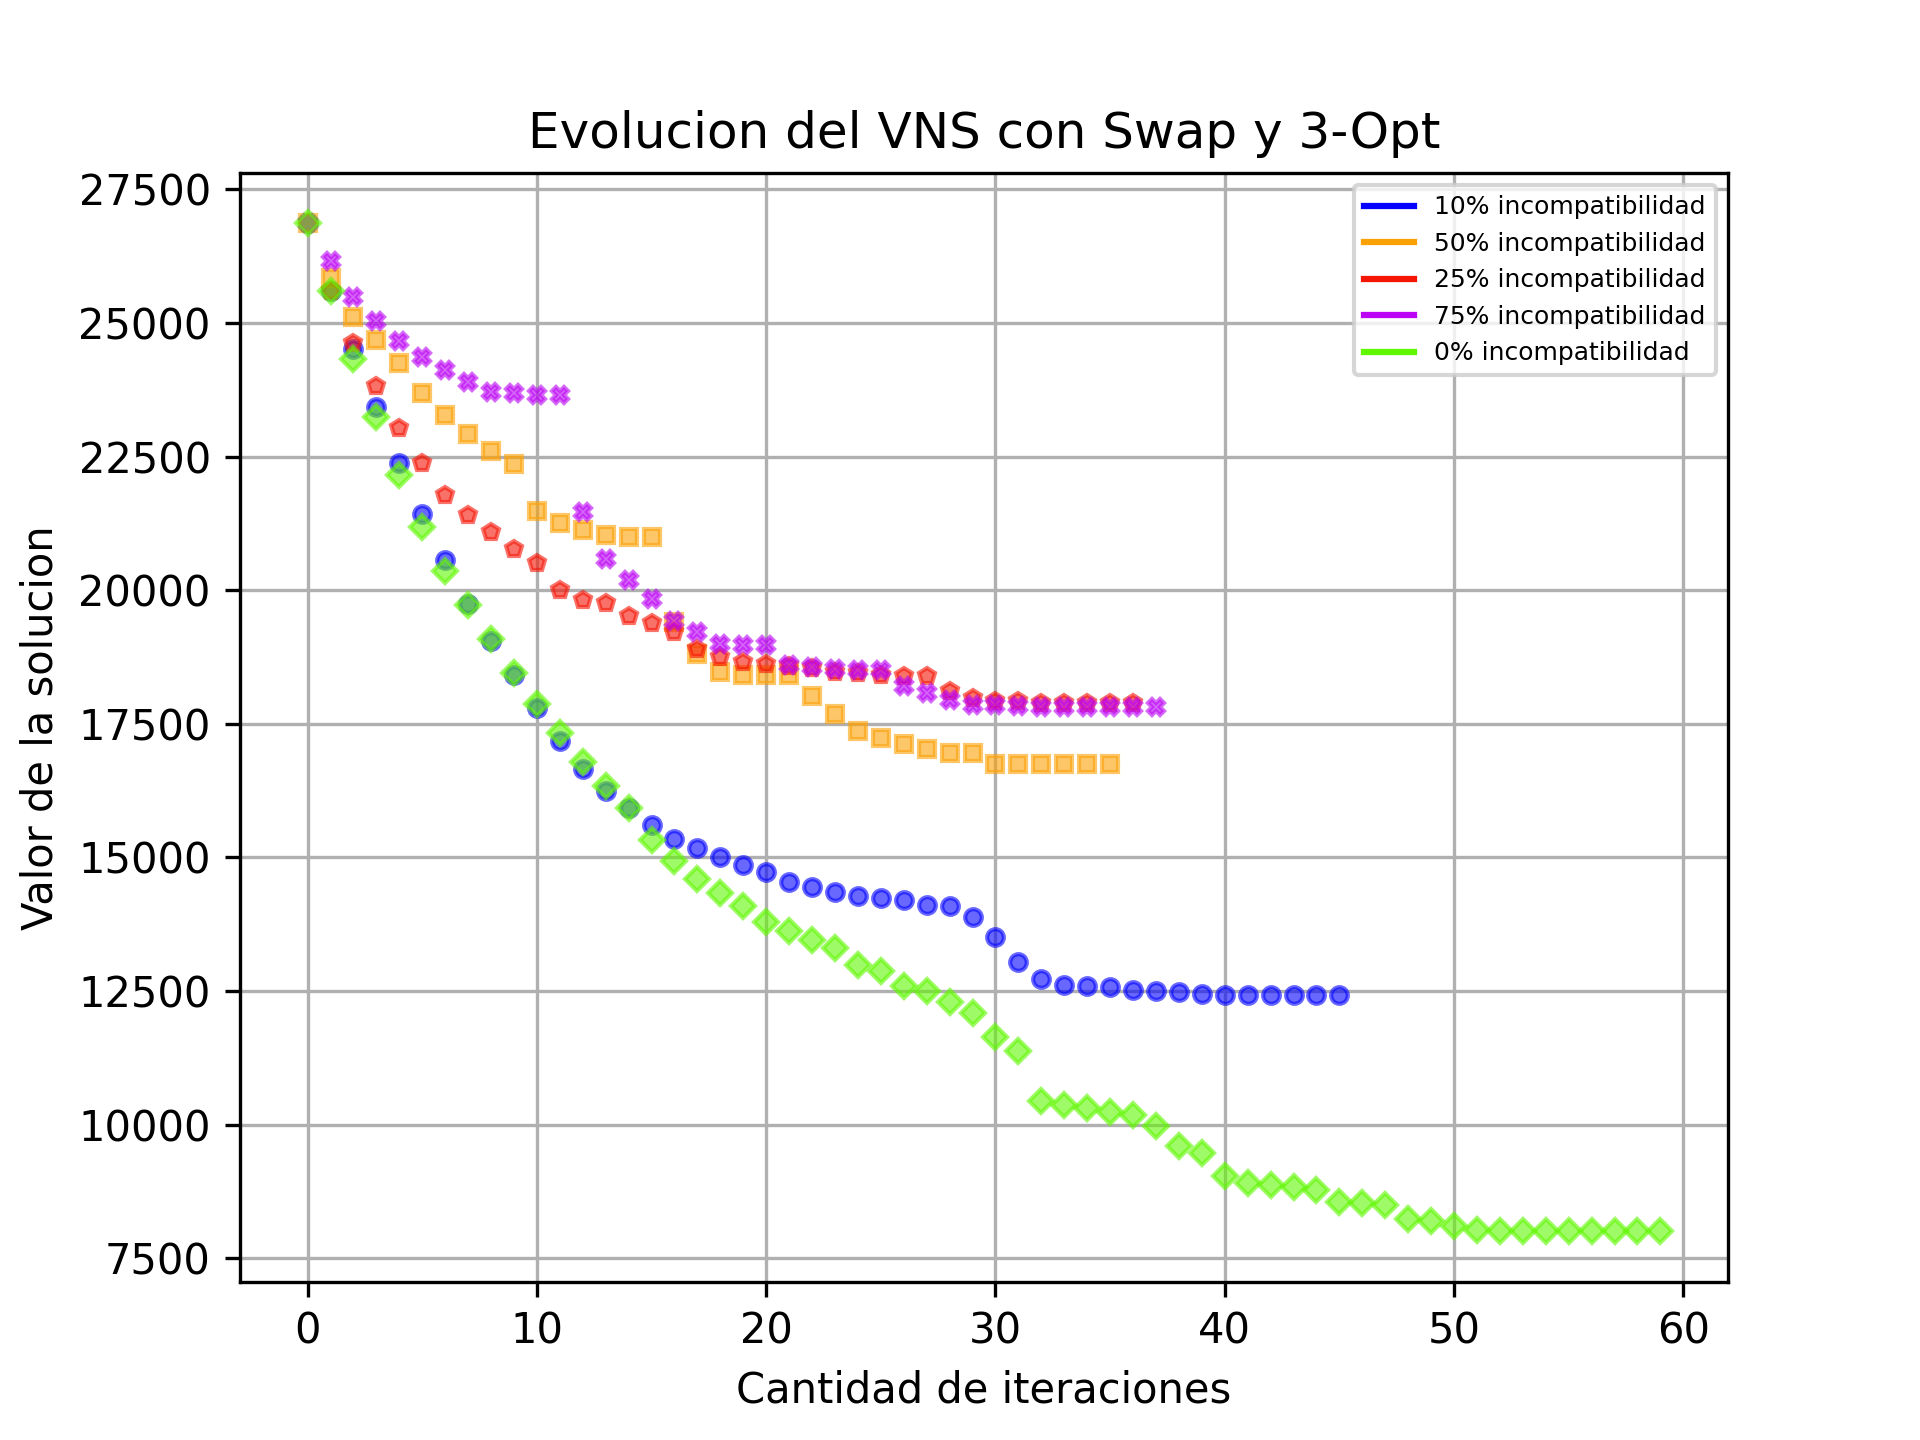 Evolucion del VNS con Swap y 3-Opt
27500
25000
22500
20000
17500
15000
12500
10000
7500
Valor de la solucion
10% incompatibilidad
50% incompatibilidad
25% incompatibilidad
75% incompatibilidad
0% incompatibilidad
0 10 20 30 40 50 60
Cantidad de iteraciones